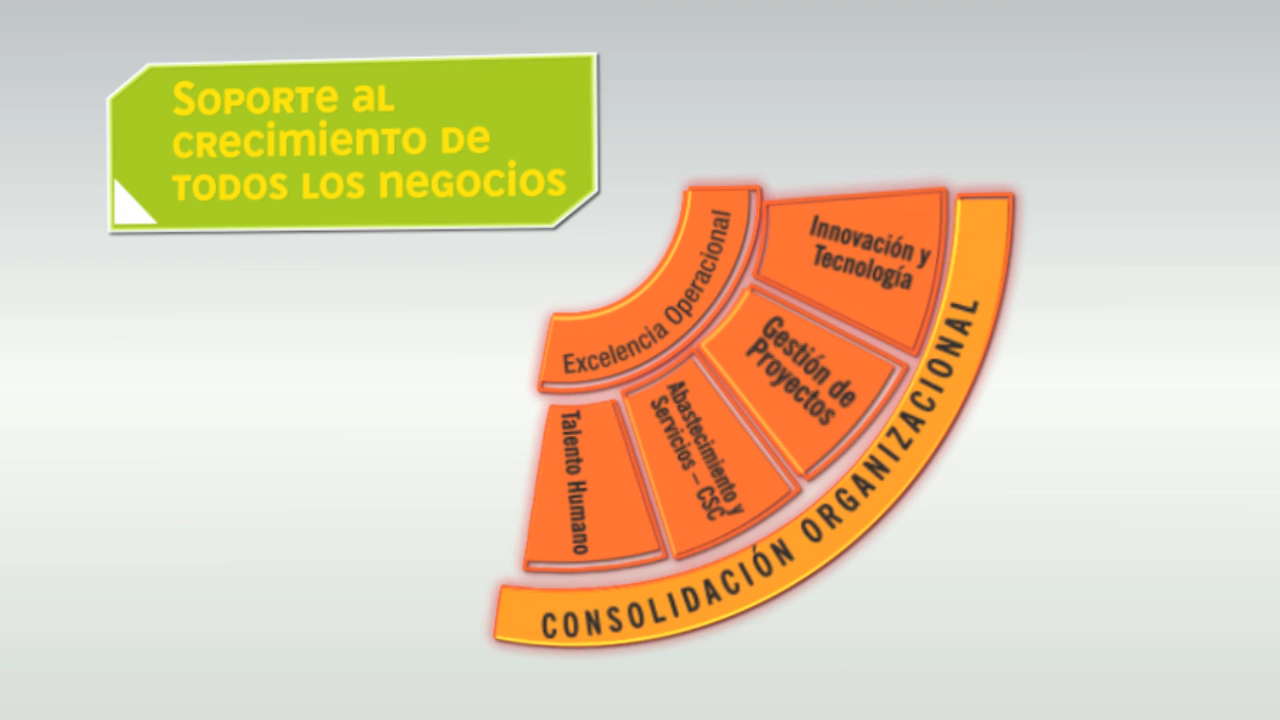 Soporte al
crecimiento de
todos los negocios
Excelencia Operacional
Innovación y
Tecnología
Gestión de
Proyectos
Abastecimiento y
Servicios – CSC
Talento Humano
CONSOLIDACIÓN ORGANIZACIONAL